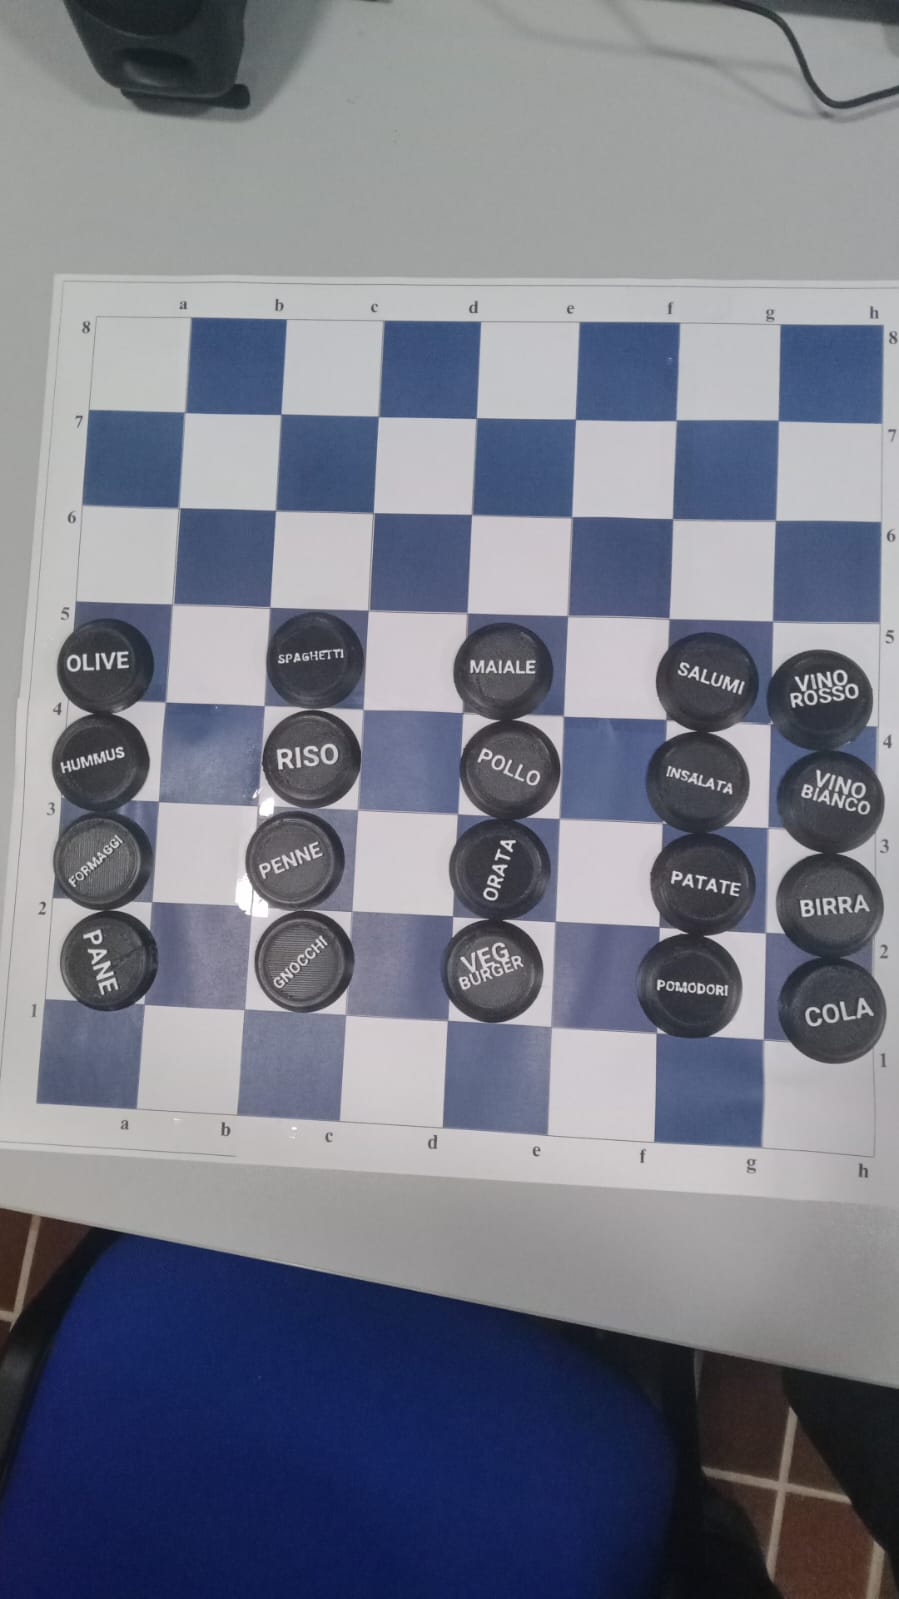 a b c d e f g h
8 8
7 7
6 6
5 5
OLIVE SPAGHETTI MAIALE SALUMI VINO
ROSSO
4 4
HUMMUS RISO POLLO INSALATA VINO
BIANCO
3 3
FORMAGGI PENNE ORATA PATATE BIRRA
2 2
PANE GNOCCHI VEG
BURGER POMODORI COLA
1 1
a b c d e f g h